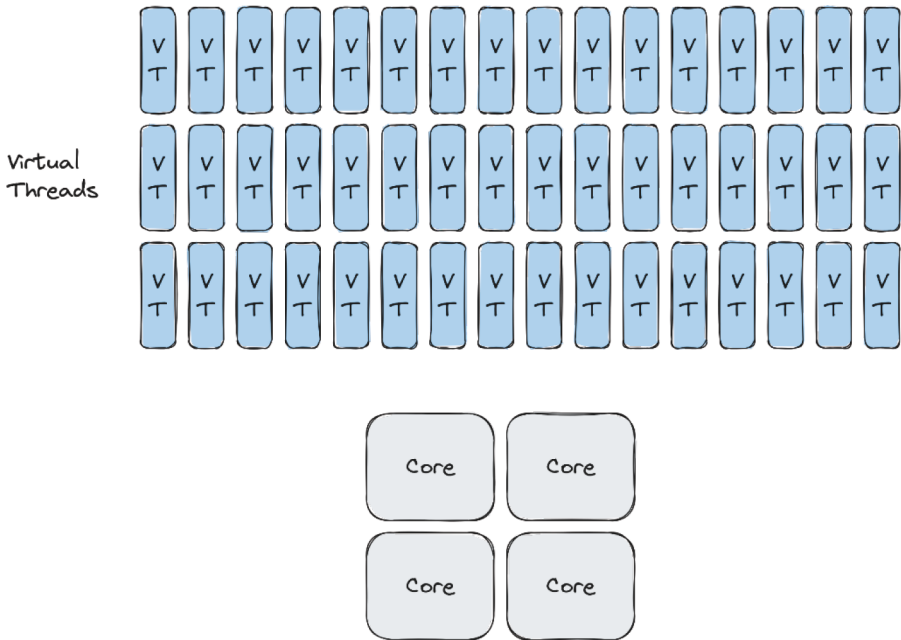 V V V V V V V V V V V V V V V V
T T T T T T T T T T T T T T T T
Virtual V V V V V V V V V V V V V V V V
Threads T T T T T T T T T T T T T T T T
V V V V V V V V V V V V V V V V
T T T T T T T T T T T T T T T T
Core Core
Core Core